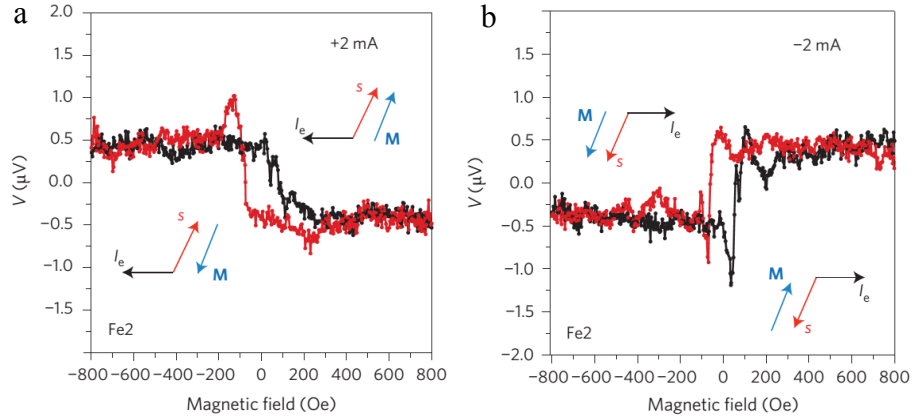 a
+2 mA
s
Iₑ
M
s
Iₑ
M
Fe2
V (µV)
2.0
1.5
1.0
0.5
0.0
−0.5
−1.0
−1.5
−800 −600 −400 −200 0 200 400 600 800
Magnetic field (Oe)
b
−2 mA
M
s
Iₑ
M
s
Iₑ
Fe2
V (µV)
1.5
1.0
0.5
0.0
−0.5
−1.0
−1.5
−2.0
−800 −600 −400 −200 0 200 400 600 800
Magnetic field (Oe)